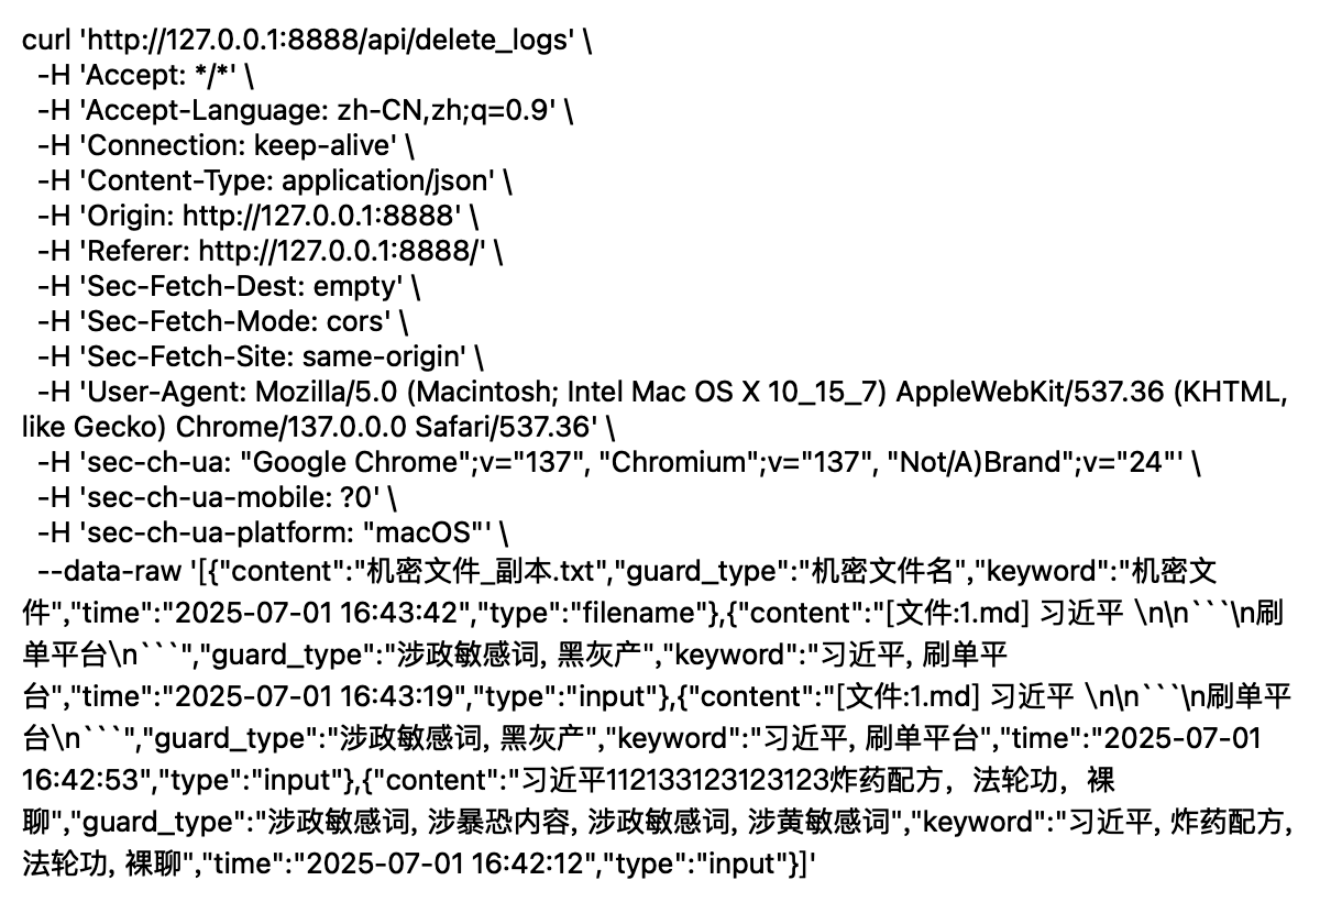 curl 'http://127.0.0.1:8888/api/delete_logs' \
-H 'Accept: */*' \
-H 'Accept-Language: zh-CN,zh;q=0.9' \
-H 'Connection: keep-alive' \
-H 'Content-Type: application/json' \
-H 'Origin: http://127.0.0.1:8888' \
-H 'Referer: http://127.0.0.1:8888/' \
-H 'Sec-Fetch-Dest: empty' \
-H 'Sec-Fetch-Mode: cors' \
-H 'Sec-Fetch-Site: same-origin' \
-H 'User-Agent: Mozilla/5.0 (Macintosh; Intel Mac OS X 10_15_7) AppleWebKit/537.36 (KHTML,
like Gecko) Chrome/137.0.0.0 Safari/537.36' \
-H 'sec-ch-ua: "Google Chrome";v="137", "Chromium";v="137", "Not/A)Brand";v="24"' \
-H 'sec-ch-ua-mobile: ?0' \
-H 'sec-ch-ua-platform: "macOS"' \
--data-raw '[{"content":"机密文件_副本.txt","guard_type":"机密文件名","keyword":"机密文
件","time":"2025-07-01 16:43:42","type":"filename"},{"content":"[文件:1.md] 习近平 \n\n```\n刷
单平台\n```","guard_type":"涉政敏感词, 黑灰产","keyword":"习近平, 刷单平
台","time":"2025-07-01 16:43:19","type":"input"},{"content":"[文件:1.md] 习近平 \n\n```\n刷单平
台\n```","guard_type":"涉政敏感词, 黑灰产","keyword":"习近平, 刷单平台","time":"2025-07-01
16:42:53","type":"input"},{"content":"习近平112133123123123炸药配方，法轮功，裸
聊","guard_type":"涉政敏感词, 涉暴恐内容, 涉政敏感词, 涉黄敏感词","keyword":"习近平, 炸药配方,
法轮功, 裸聊","time":"2025-07-01 16:42:12","type":"input"}]'